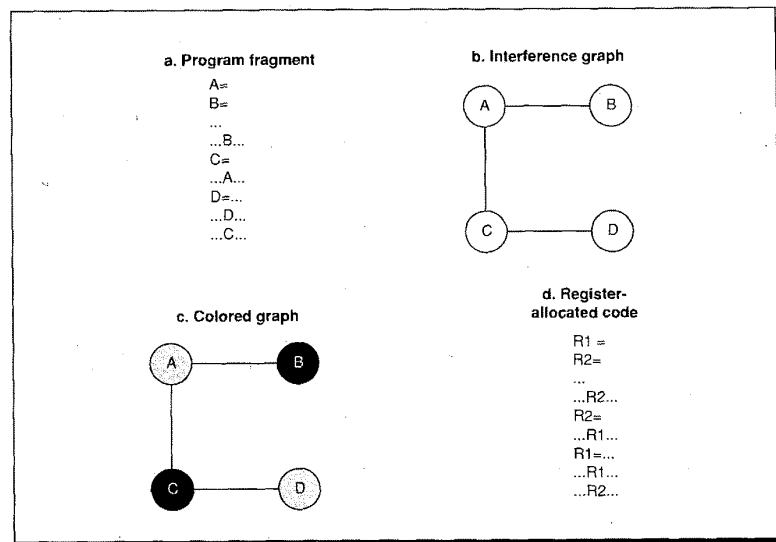 a. Program fragment
A=
B=
...
...B...
C=
...A...
D=...
...D...
...C...
b. Interference graph
A
B
C
D
c. Colored graph
A
B
C
D
d. Register-
allocated code
R1 =
R2=
...
...R2...
R2=
...R1...
R1=...
...R1...
...R2...